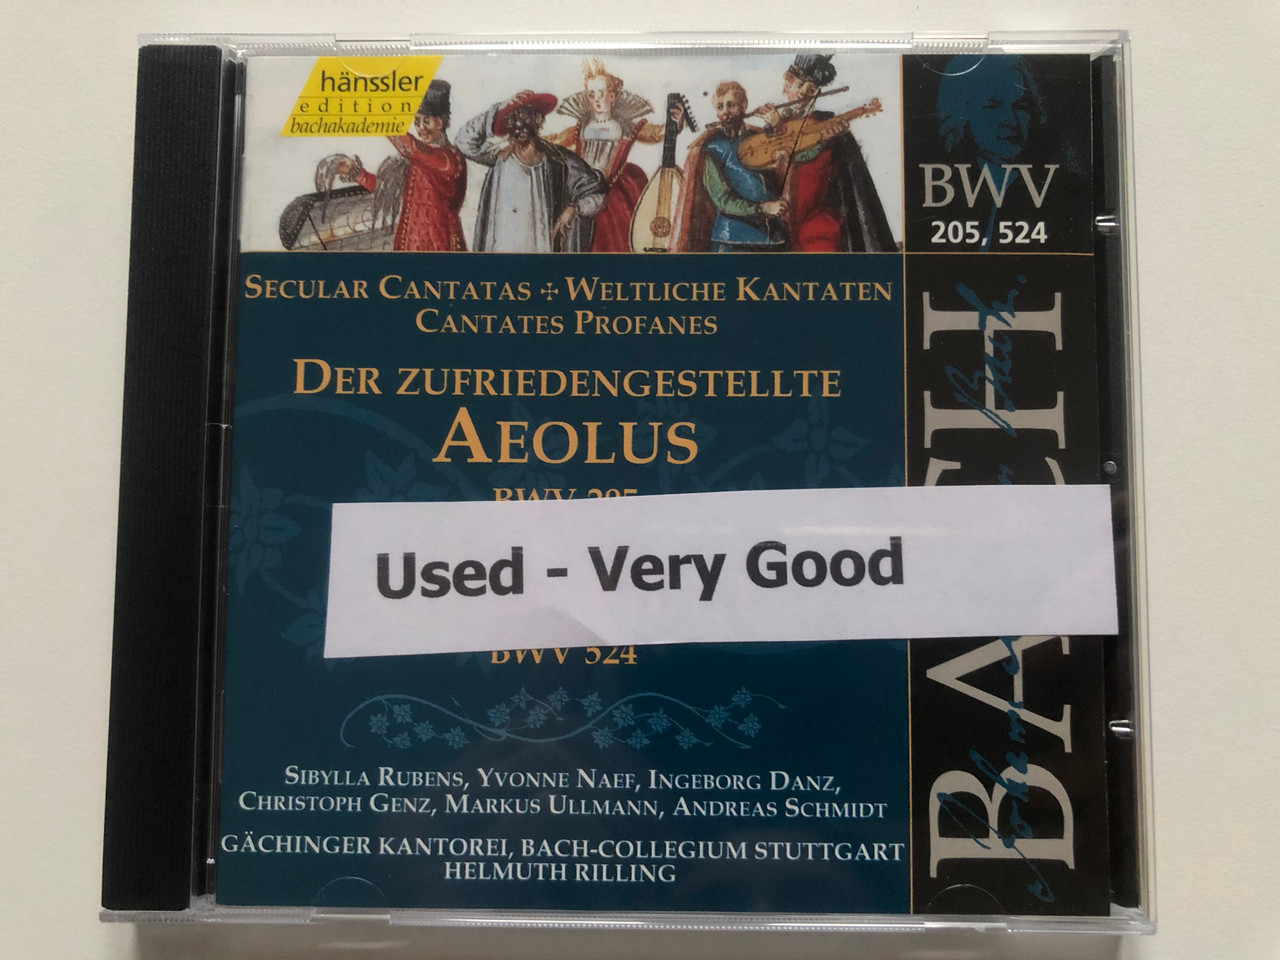 hänssler
edition
bachakademie
BWV
205, 524
SECULAR CANTATAS ✢ WELTLICHE KANTATEN
CANTATES PROFANES
DER ZUFRIEDENGESTELLTE
AEOLUS
BWV 205
Used - Very Good
BWV 524
SIBYLLA RUBENS, YVONNE NAEF, INGEBORG DANZ,
CHRISTOPH GENZ, MARKUS ULLMANN, ANDREAS SCHMIDT
GÄCHINGER KANTOREI, BACH-COLLEGIUM STUTTGART
HELMUTH RILLING
BACH